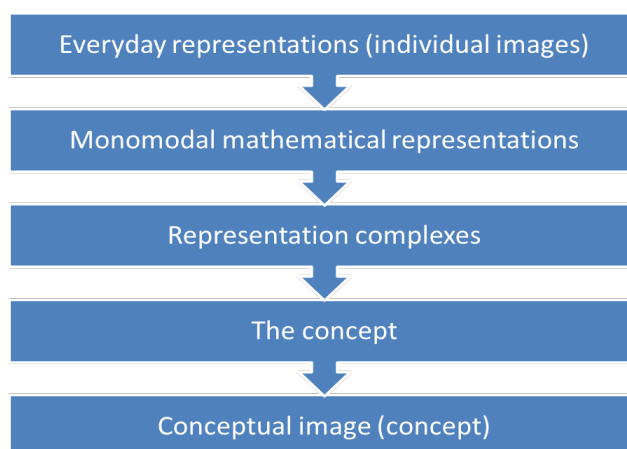 Everyday representations (individual images)
Monomodal mathematical representations
Representation complexes
The concept
Conceptual image (concept)